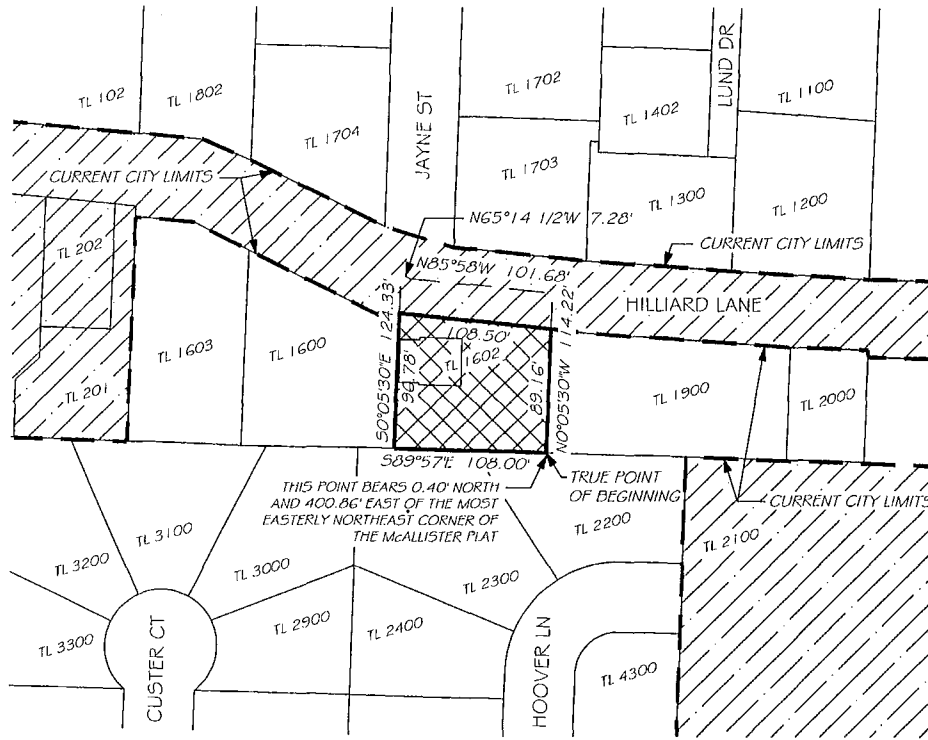 TL 102
TL 1802
TL 1704
JAYNE ST
TL 1702
TL 1402
LUND DR
TL 1100
TL 1703
TL 1300
TL 1200
CURRENT CITY LIMITS
N65°14 1/2'W 7.28'
CURRENT CITY LIMITS
TL 202
N85°58'W 101.68'
HILLIARD LANE
TL 1603
TL 1600
S0°05'30"E 124.33'
108.50'
TL 1602
89.16'
N0°05'30"W 114.22'
TL 1900
TL 2000
TL 201
S89°57'E 108.00'
THIS POINT BEARS 0.40' NORTH
AND 400.86' EAST OF THE MOST
EASTERLY NORTHEAST CORNER OF
THE McALLISTER PLAT
TRUE POINT
OF BEGINNING
CURRENT CITY LIMITS
TL 3200
TL 3100
TL 3000
TL 2200
TL 2100
TL 2300
TL 3300
CUSTER CT
TL 2900
TL 2400
HOOVER LN
TL 4300